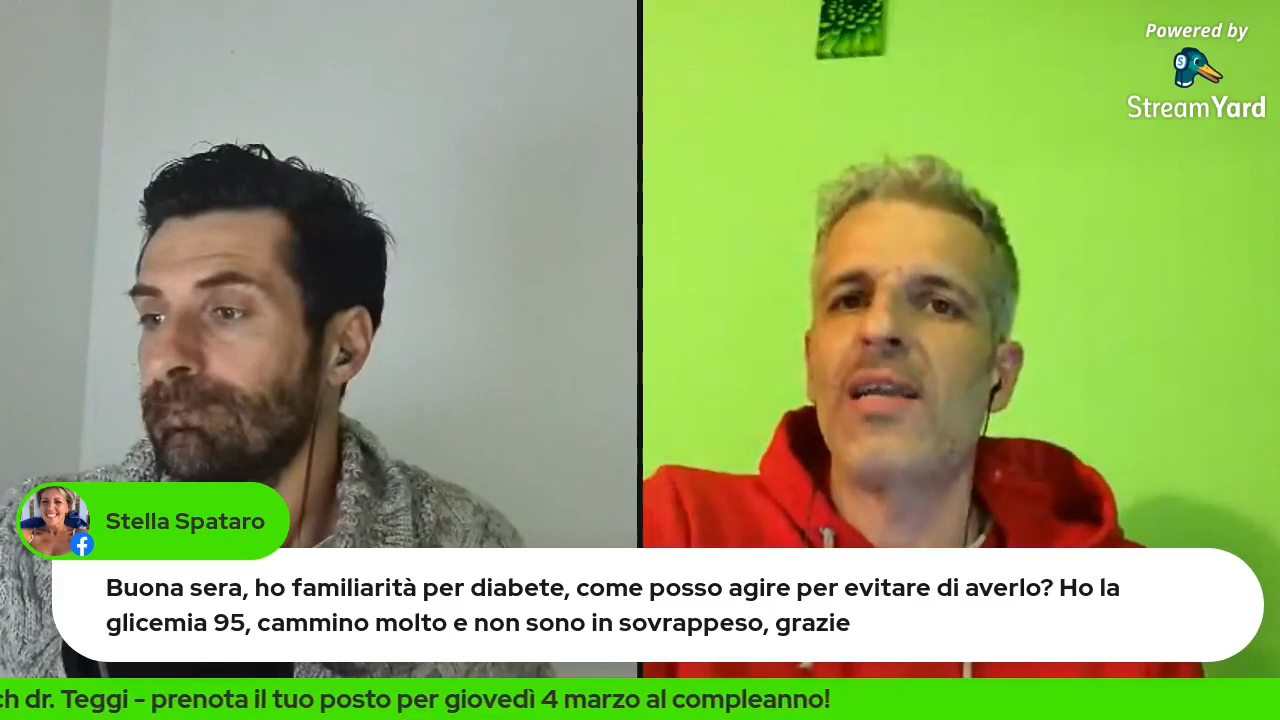 Powered by
StreamYard
Stella Spataro
Buona sera, ho familiarità per diabete, come posso agire per evitare di averlo? Ho la
glicemia 95, cammino molto e non sono in sovrappeso, grazie
ch dr. Teggi - prenota il tuo posto per giovedì 4 marzo al compleanno!